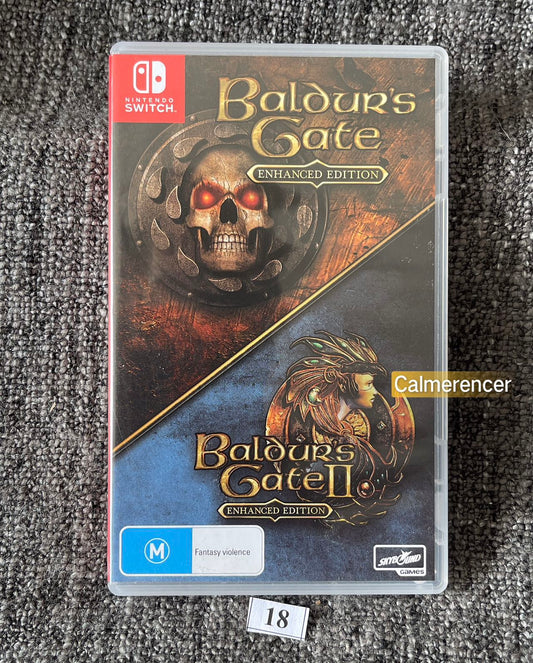 NINTENDO
SWITCH
Baldur's
Gate
ENHANCED EDITION
Calmerencer
Baldur's
Gate II
ENHANCED EDITION
M
Fantasy violence
SKYBOUND
GAMES
18